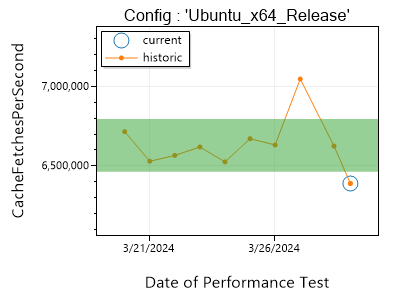 Config : 'Ubuntu_x64_Release'
current
historic
CacheFetchesPerSecond
7,000,000
6,500,000
3/21/2024
3/26/2024
Date of Performance Test